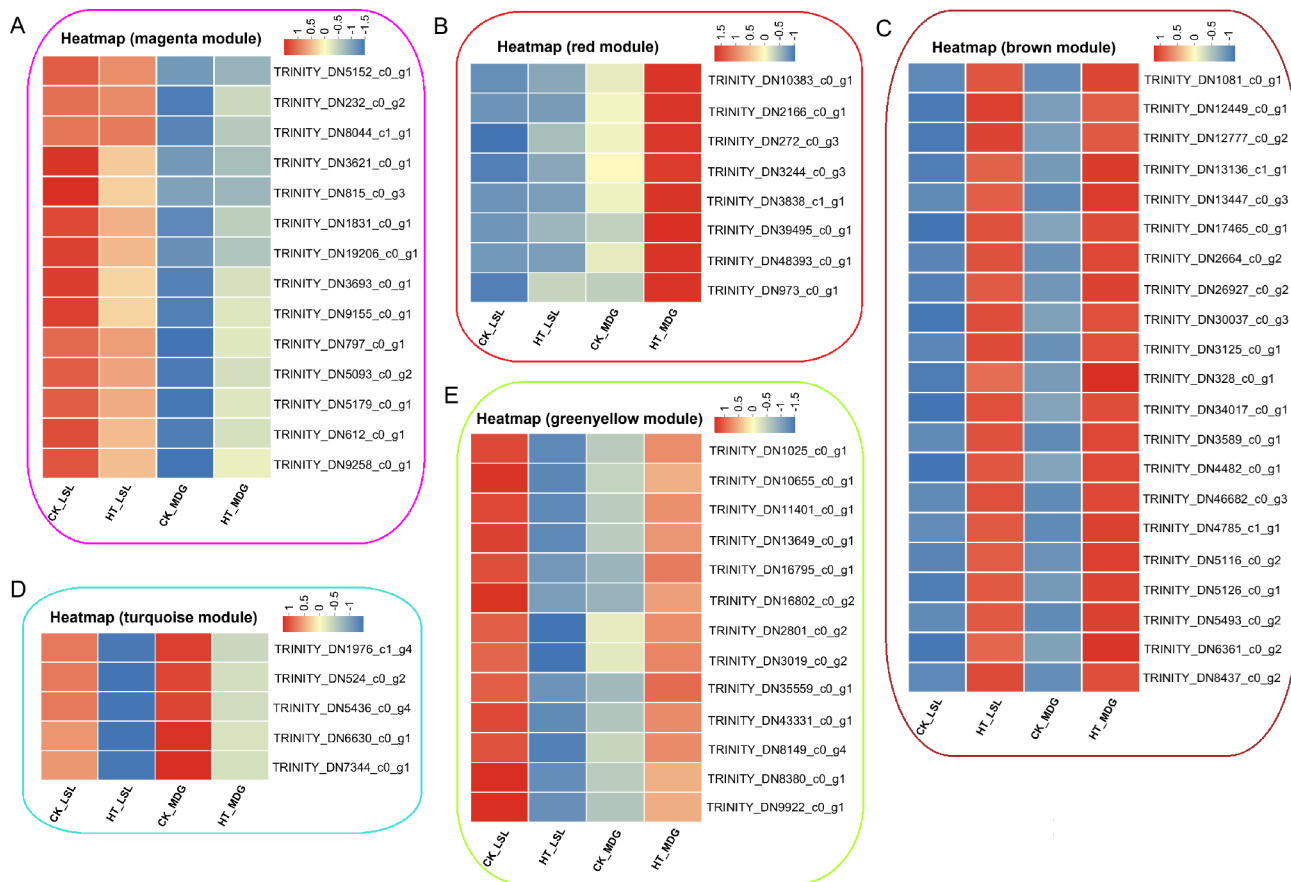 A
Heatmap (magenta module)
1
0.5
0
-0.5
-1
-1.5
TRINITY_DN5152_c0_g1
TRINITY_DN232_c0_g2
TRINITY_DN8044_c1_g1
TRINITY_DN3621_c0_g1
TRINITY_DN815_c0_g3
TRINITY_DN1831_c0_g1
TRINITY_DN19206_c0_g1
TRINITY_DN3693_c0_g1
TRINITY_DN9155_c0_g1
TRINITY_DN797_c0_g1
TRINITY_DN5093_c0_g2
TRINITY_DN5179_c0_g1
TRINITY_DN612_c0_g1
TRINITY_DN9258_c0_g1
CK_LSL
HT_LSL
CK_MDG
HT_MDG
B
Heatmap (red module)
1.5
1
0.5
0
-0.5
-1
TRINITY_DN10383_c0_g1
TRINITY_DN2166_c0_g1
TRINITY_DN272_c0_g3
TRINITY_DN3244_c0_g3
TRINITY_DN3838_c1_g1
TRINITY_DN39495_c0_g1
TRINITY_DN48393_c0_g1
TRINITY_DN973_c0_g1
CK_LSL
HT_LSL
CK_MDG
HT_MDG
C
Heatmap (brown module)
1
0.5
0
-0.5
-1
TRINITY_DN1081_c0_g1
TRINITY_DN12449_c0_g1
TRINITY_DN12777_c0_g2
TRINITY_DN13136_c1_g1
TRINITY_DN13447_c0_g3
TRINITY_DN17465_c0_g1
TRINITY_DN2664_c0_g2
TRINITY_DN26927_c0_g2
TRINITY_DN30037_c0_g3
TRINITY_DN3125_c0_g1
TRINITY_DN328_c0_g1
TRINITY_DN34017_c0_g1
TRINITY_DN3589_c0_g1
TRINITY_DN4482_c0_g1
TRINITY_DN46682_c0_g3
TRINITY_DN4785_c1_g1
TRINITY_DN5116_c0_g2
TRINITY_DN5126_c0_g1
TRINITY_DN5493_c0_g2
TRINITY_DN6361_c0_g2
TRINITY_DN8437_c0_g2
CK_LSL
HT_LSL
CK_MDG
HT_MDG
D
Heatmap (turquoise module)
1
0.5
0
-0.5
-1
TRINITY_DN1976_c1_g4
TRINITY_DN524_c0_g2
TRINITY_DN5436_c0_g4
TRINITY_DN6630_c0_g1
TRINITY_DN7344_c0_g1
CK_LSL
HT_LSL
CK_MDG
HT_MDG
E
Heatmap (greenyellow module)
1
0.5
0
-0.5
-1
-1.5
TRINITY_DN1025_c0_g1
TRINITY_DN10655_c0_g1
TRINITY_DN11401_c0_g1
TRINITY_DN13649_c0_g1
TRINITY_DN16795_c0_g1
TRINITY_DN16802_c0_g2
TRINITY_DN2801_c0_g2
TRINITY_DN3019_c0_g2
TRINITY_DN35559_c0_g1
TRINITY_DN43331_c0_g1
TRINITY_DN8149_c0_g4
TRINITY_DN8380_c0_g1
TRINITY_DN9922_c0_g1
CK_LSL
HT_LSL
CK_MDG
HT_MDG